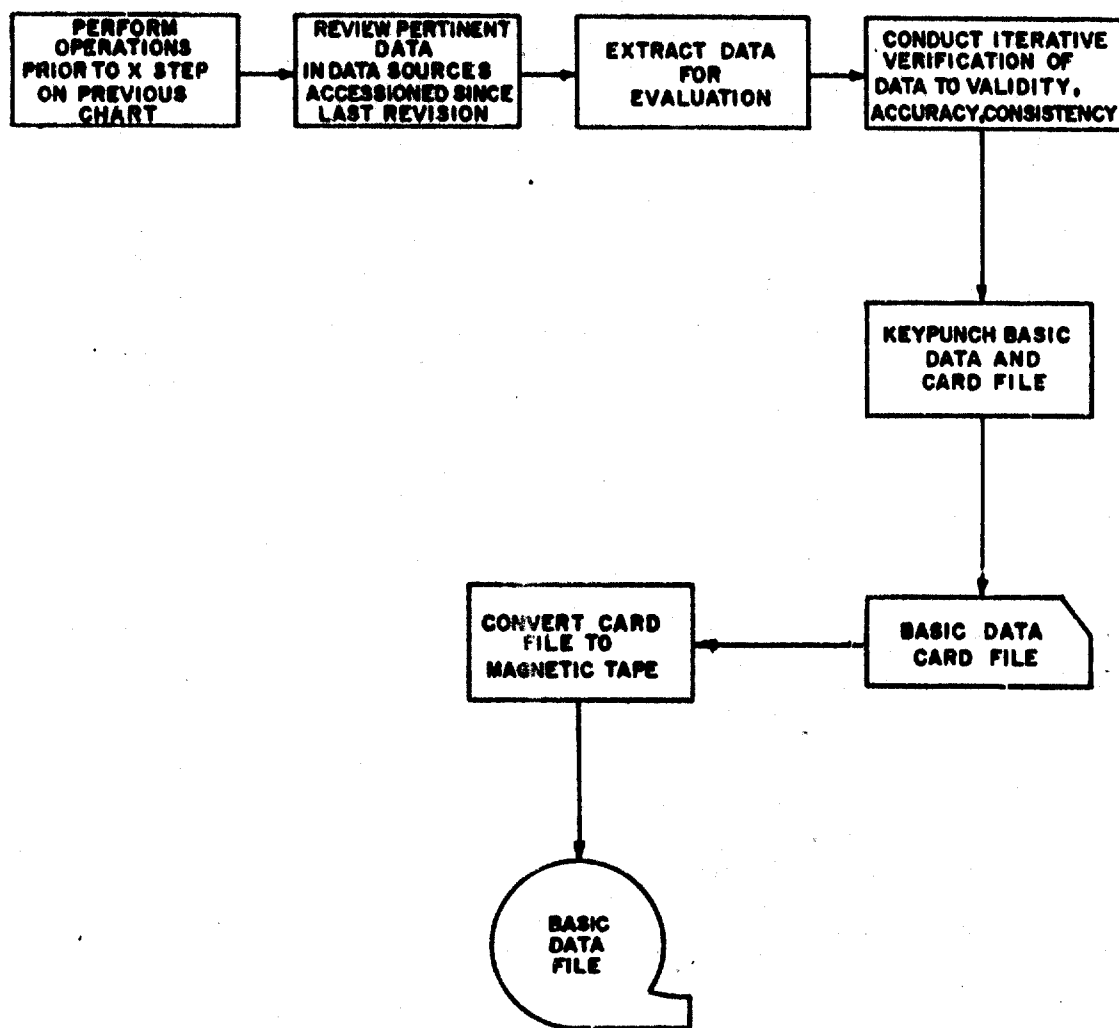 PERFORM
OPERATIONS
PRIOR TO X STEP
ON PREVIOUS
CHART
REVIEW PERTINENT
DATA
IN DATA SOURCES
ACCESSIONED SINCE
LAST REVISION
EXTRACT DATA
FOR
EVALUATION
CONDUCT ITERATIVE
VERIFICATION OF
DATA TO VALIDITY,
ACCURACY,CONSISTENCY
KEYPUNCH BASIC
DATA AND
CARD FILE
BASIC DATA
CARD FILE
CONVERT CARD
FILE TO
MAGNETIC TAPE
BASIC
DATA
FILE